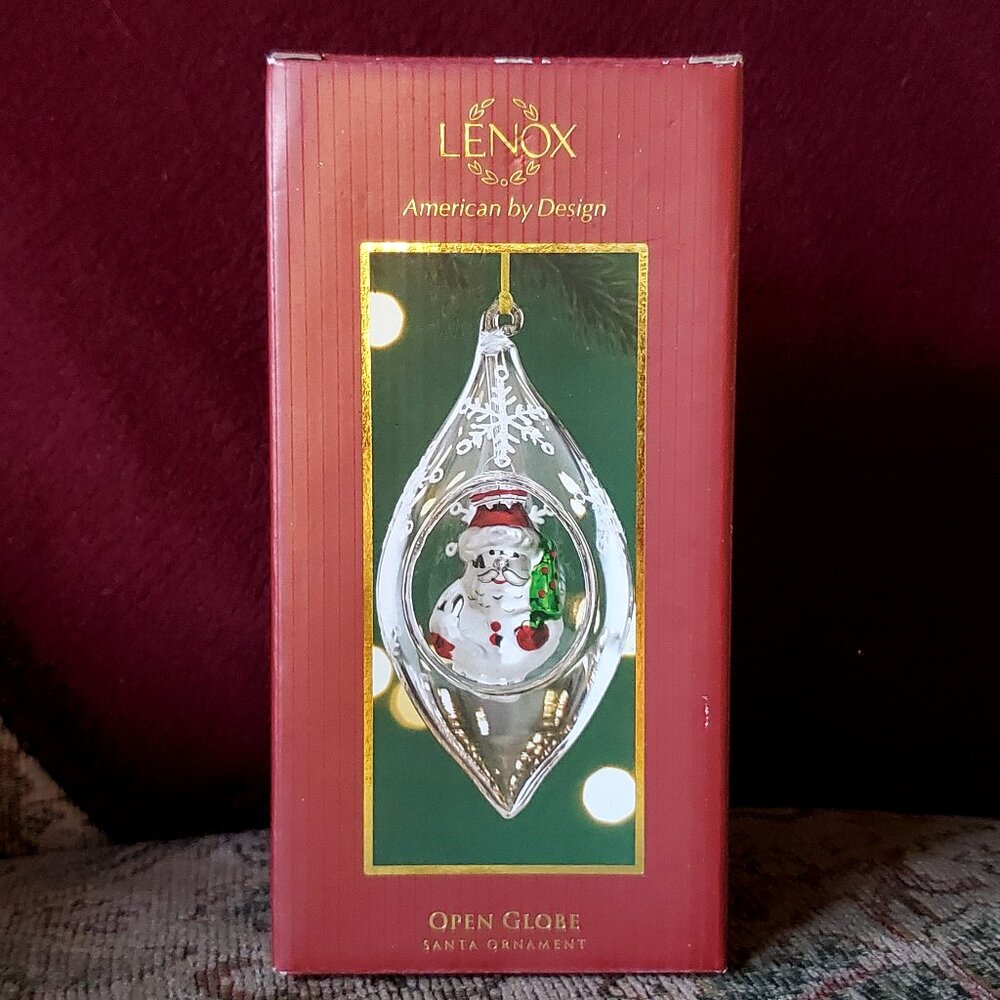 LENOX
American by Design
OPEN GLOBE
SANTA ORNAMENT